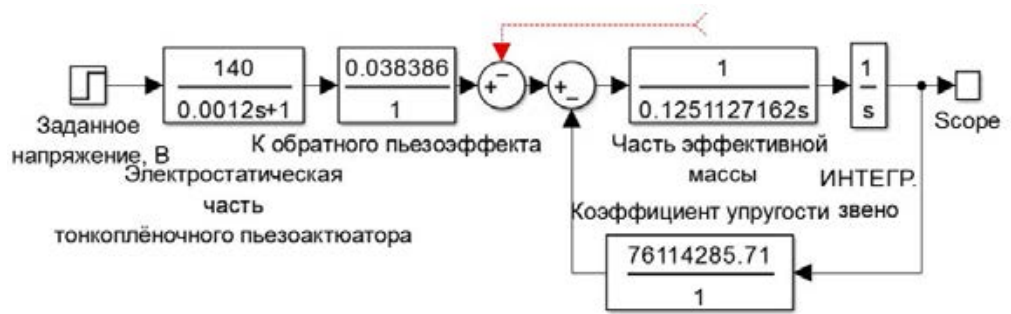 140
0.0012s+1
0.038386
1
1
0.1251127162s
1
s
Заданное
напряжение, В
К обратного пьезоэффекта
Электростатическая
часть
тонкоплёночного пьезоактюатора
Часть эффективной
массы
ИНТЕГР.
звено
Scope
Коэффициент упругости
76114285.71
1